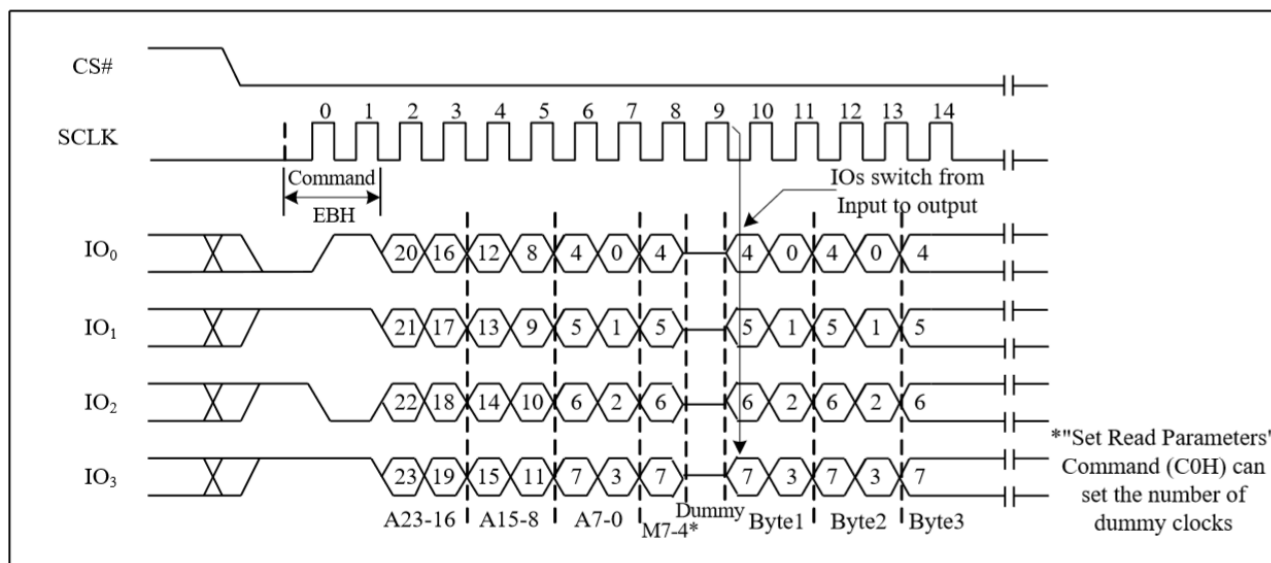 CS#
0 1 2 3 4 5 6 7 8 9 10 11 12 13 14
SCLK
Command
EBH
IOs switch from
Input to output
IO0 20 16 12 8 4 0 4 4 0 4 0 4
IO1 21 17 13 9 5 1 5 5 1 5 1 5
IO2 22 18 14 10 6 2 6 6 2 6 2 6
IO3 23 19 15 11 7 3 7 7 3 7 3 7
A23-16 A15-8 A7-0 M7-4* Dummy Byte1 Byte2 Byte3
*"Set Read Parameters"
Command (C0H) can
set the number of
dummy clocks